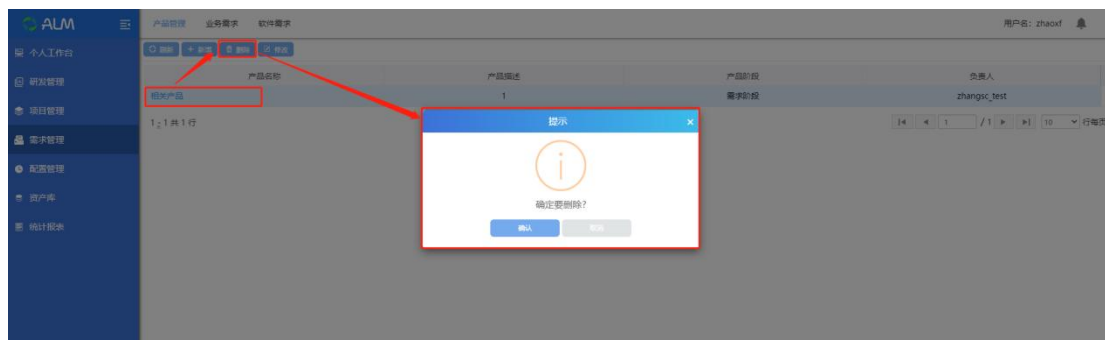 ALM
产品管理 业务需求 软件需求
用户名: zhaoxf
个人工作台
研发管理
项目管理
需求管理
配置管理
资产库
统计报表
刷新 新增 删除 修改
产品名称 产品描述 产品阶段 负责人
相关产品 1 需求阶段 zhangsc_test
1 - 1 共 1 行
1 / 1 10 行每页
提示
确定要删除?
确认 取消